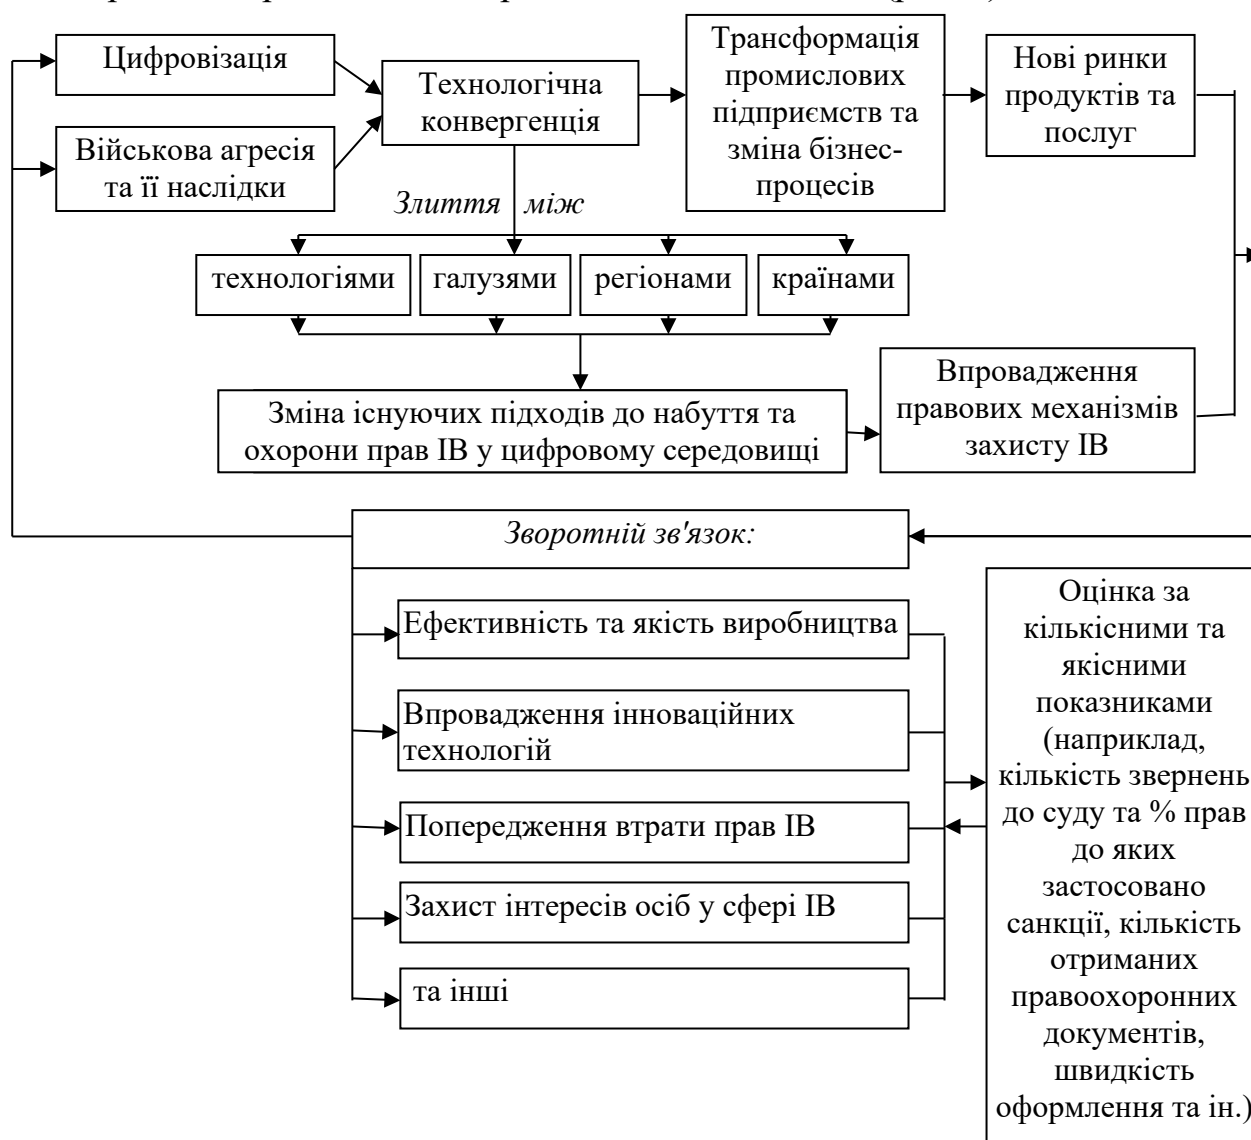 Цифровізація
Військова агресія
та її наслідки
Технологічна
конвергенція
Трансформація
промислових
підприємств та
зміна бізнес-
процесів
Нові ринки
продуктів та
послуг
Злиття між
технологіями
галузями
регіонами
країнами
Зміна існуючих підходів до набуття та
охорони прав ІВ у цифровому середовищі
Впровадження
правових механізмів
захисту ІВ
Зворотній зв'язок:
Ефективність та якість виробництва
Впровадження інноваційних
технологій
Попередження втрати прав ІВ
Захист інтересів осіб у сфері ІВ
та інші
Оцінка за
кількісними та
якісними
показниками
(наприклад,
кількість звернень
до суду та % прав
до яких
застосовано
санкції, кількість
отриманих
правоохоронних
документів,
швидкість
оформлення та ін.)